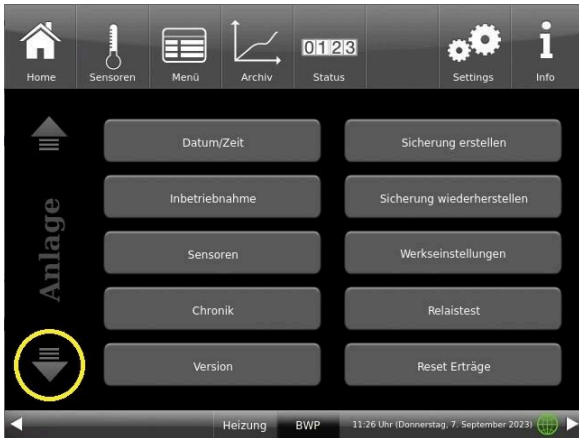 0123
Home Sensoren Menü Archiv Status Settings Info
Anlage
Datum/Zeit Sicherung erstellen
Inbetriebnahme Sicherung wiederherstellen
Sensoren Werkseinstellungen
Chronik Relaistest
Version Reset Erträge
Heizung BWP 11:26 Uhr (Donnerstag, 7. September 2023)